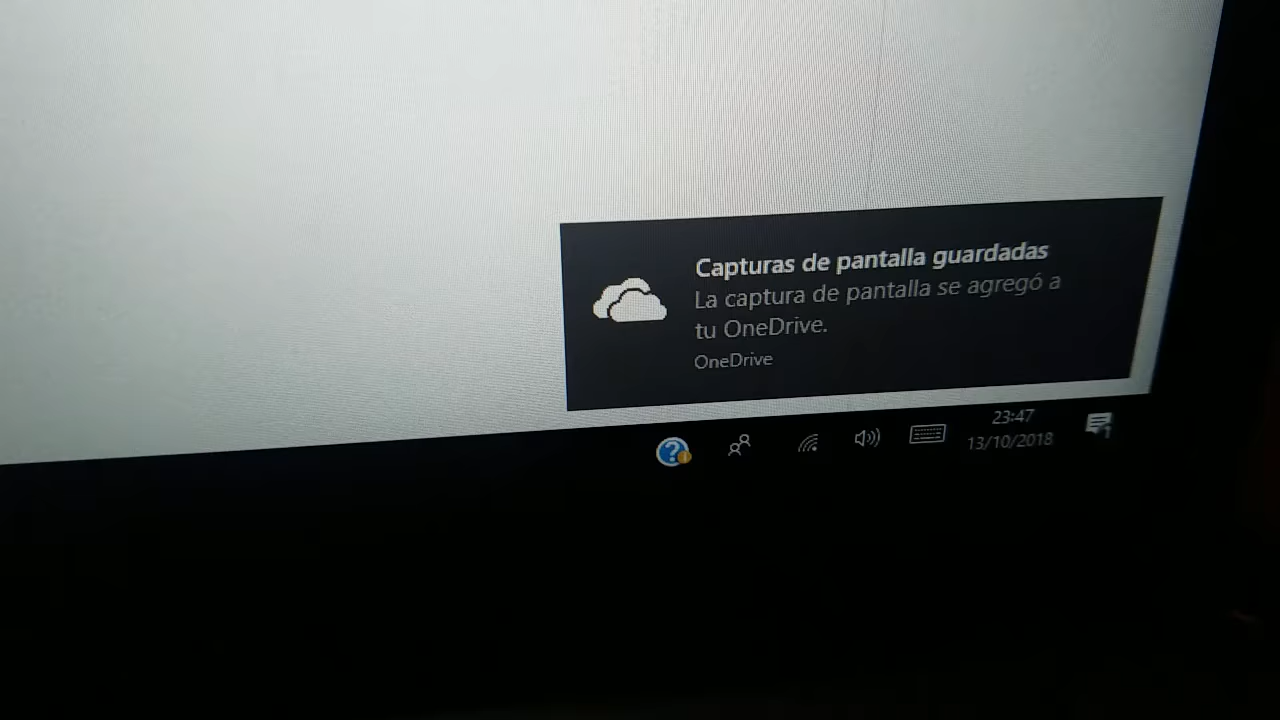 Capturas de pantalla guardadas
La captura de pantalla se agregó a
tu OneDrive.
OneDrive
23:47
13/10/2018